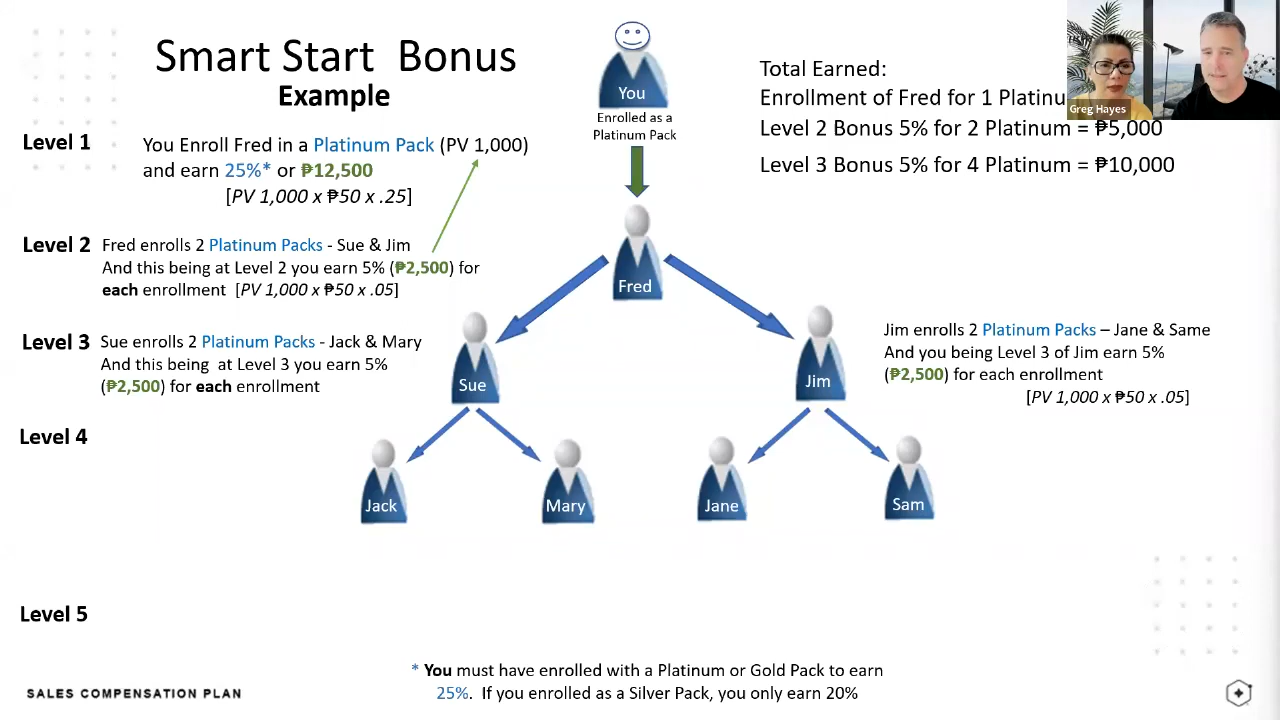 Smart Start Bonus
Example
You
Enrolled as a
Platinum Pack
Total Earned:
Enrollment of Fred for 1
Level 2 Bonus 5% for 2 Platinum = ₱5,000
Level 3 Bonus 5% for 4 Platinum = ₱10,000
Greg Hayes
Level 1
You Enroll Fred in a Platinum Pack (PV 1,000)
and earn 25%* or ₱12,500
[PV 1,000 x ₱50 x .25]
Level 2
Fred enrolls 2 Platinum Packs - Sue & Jim
And this being at Level 2 you earn 5% (₱2,500) for
each enrollment [PV 1,000 x ₱50 x .05]
Fred
Level 3
Sue enrolls 2 Platinum Packs - Jack & Mary
And this being at Level 3 you earn 5%
(₱2,500) for each enrollment
Sue
Jim
Jim enrolls 2 Platinum Packs – Jane & Same
And you being Level 3 of Jim earn 5%
(₱2,500) for each enrollment
[PV 1,000 x ₱50 x .05]
Level 4
Jack
Mary
Jane
Sam
Level 5
* You must have enrolled with a Platinum or Gold Pack to earn
25%. If you enrolled as a Silver Pack, you only earn 20%
SALES COMPENSATION PLAN